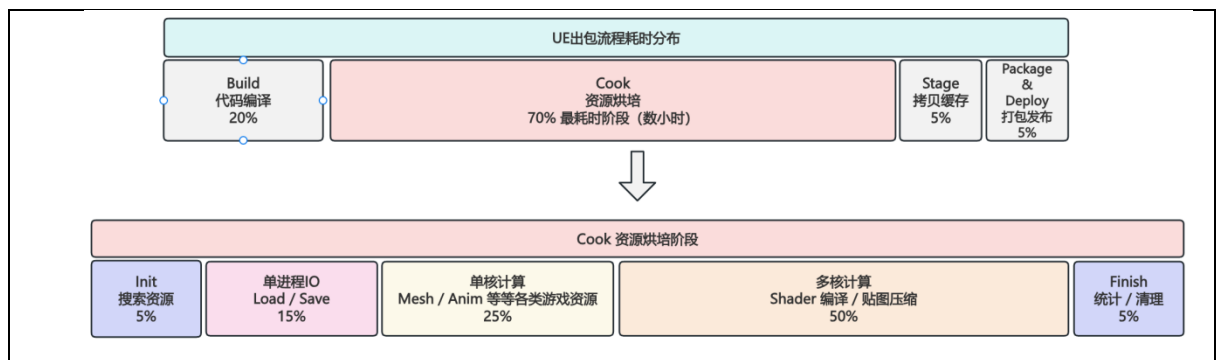 UE出包流程耗时分布
Build
代码编译
20%
Cook
资源烘培
70% 最耗时阶段（数小时）
Stage
拷贝缓存
5%
Package
&
Deploy
打包发布
5%
Cook 资源烘培阶段
Init
搜索资源
5%
单进程IO
Load / Save
15%
单核计算
Mesh / Anim 等等各类游戏资源
25%
多核计算
Shader 编译 / 贴图压缩
50%
Finish
统计 / 清理
5%